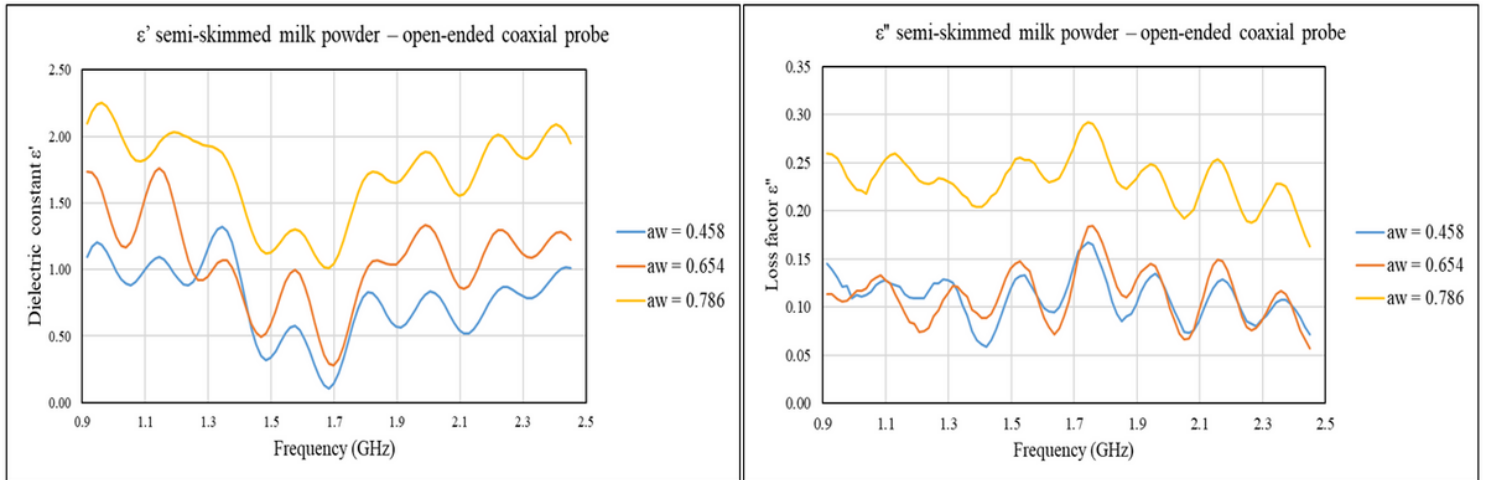 ε’ semi-skimmed milk powder – open-ended coaxial probe
Dielectric constant ε'
2.50
2.00
1.50
1.00
0.50
0.00
0.9 1.1 1.3 1.5 1.7 1.9 2.1 2.3 2.5
Frequency (GHz)
aw = 0.458
aw = 0.654
aw = 0.786
ε" semi-skimmed milk powder – open-ended coaxial probe
Loss factor ε"
0.35
0.30
0.25
0.20
0.15
0.10
0.05
0.00
0.9 1.1 1.3 1.5 1.7 1.9 2.1 2.3 2.5
Frequency (GHz)
aw = 0.458
aw = 0.654
aw = 0.786